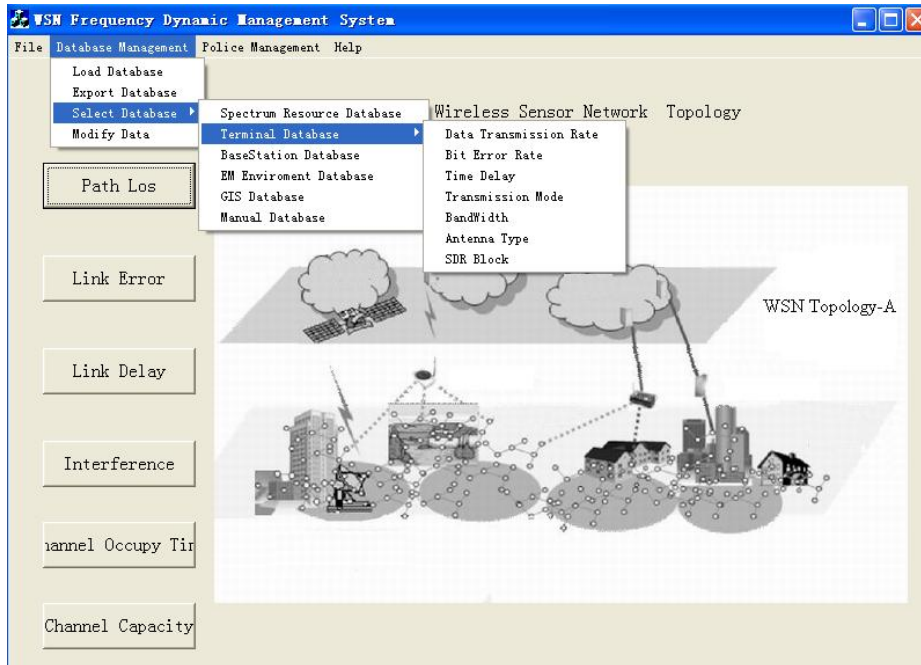 WSN Frequency Dynamic Management System
File Database Management Police Management Help
Load Database
Export Database
Select Database
Modify Data
Spectrum Resource Database
Terminal Database
BaseStation Database
EM Enviroment Database
GIS Database
Manual Database
Data Transmission Rate
Bit Error Rate
Time Delay
Transmission Mode
BandWidth
Antenna Type
SDR Block
Wireless Sensor Network Topology
Path Los
Link Error
Link Delay
Interference
hannel Occupy Tim
Channel Capacity
WSN Topology-A